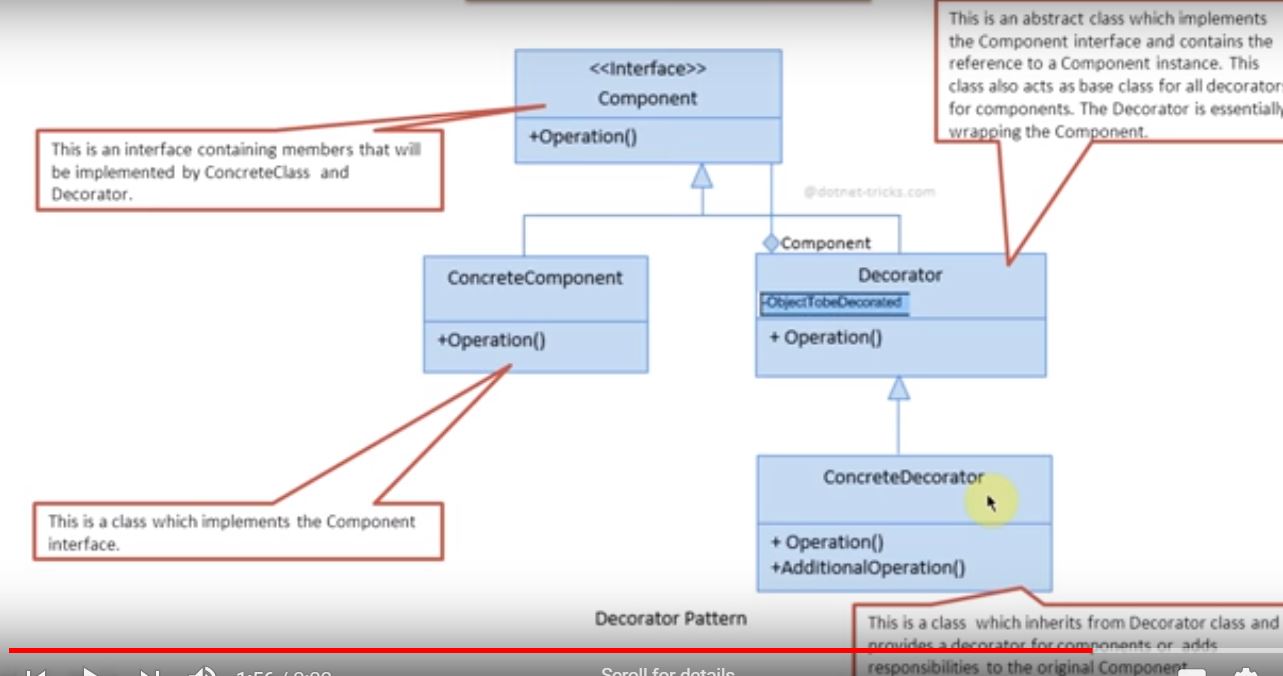 This is an abstract class which implements
the Component interface and contains the
reference to a Component instance. This
class also acts as base class for all decorators
for components. The Decorator is essentially
wrapping the Component.
<<Interface>>
Component
+Operation()
This is an interface containing members that will
be implemented by ConcreteClass and
Decorator.
@dotnet-tricks.com
Component
ConcreteComponent
+Operation()
Decorator
-ObjectTobeDecorated
+ Operation()
ConcreteDecorator
+ Operation()
+AdditionalOperation()
This is a class which implements the Component
interface.
Decorator Pattern
This is a class which inherits from Decorator class and
provides a decorator for components or adds
responsibilities to the original Component
Scroll for details